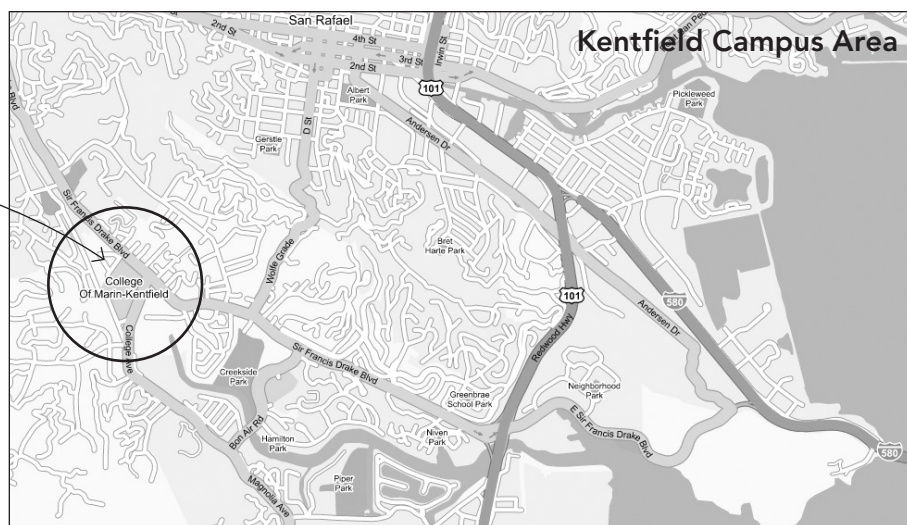 Kentfield Campus Area
San Rafael
2nd St
4th St
3rd St
2nd St
Irwin St
101
Albert
Park
Pickleweed
Park
Blvd
D St
Gerstle
Park
Andersen Dr
Sir Francis Drake Blvd
Wolfe Grade
Bret
Harte Park
College
Of Marin-Kentfield
101
580
Redwood Hwy
Andersen Dr
College Ave
Sir Francis Drake Blvd
Creekside
Park
Greenbrae
School Park
Neighborhood
Park
Bon Air Rd
Hamilton
Park
Niven
Park
E Sir Francis Drake Blvd
580
Piper
Park
Magnolia Ave